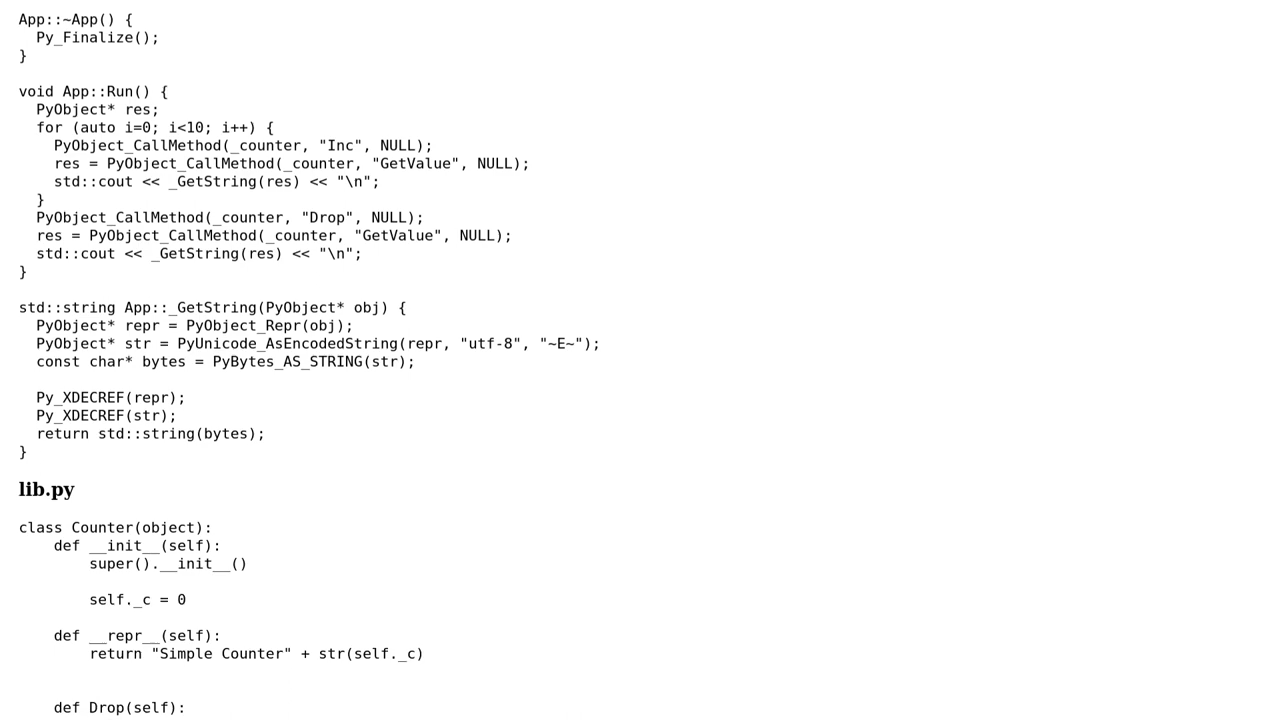 App::~App() {
  Py_Finalize();
}

void App::Run() {
  PyObject* res;
  for (auto i=0; i<10; i++) {
    PyObject_CallMethod(_counter, "Inc", NULL);
    res = PyObject_CallMethod(_counter, "GetValue", NULL);
    std::cout << _GetString(res) << "\n";
  }
  PyObject_CallMethod(_counter, "Drop", NULL);
  res = PyObject_CallMethod(_counter, "GetValue", NULL);
  std::cout << _GetString(res) << "\n";
}

std::string App::_GetString(PyObject* obj) {
  PyObject* repr = PyObject_Repr(obj);
  PyObject* str = PyUnicode_AsEncodedString(repr, "utf-8", "~E~");
  const char* bytes = PyBytes_AS_STRING(str);

  Py_XDECREF(repr);
  Py_XDECREF(str);
  return std::string(bytes);
}

lib.py

class Counter(object):
    def __init__(self):
        super().__init__()

        self._c = 0

    def __repr__(self):
        return "Simple Counter" + str(self._c)


    def Drop(self):